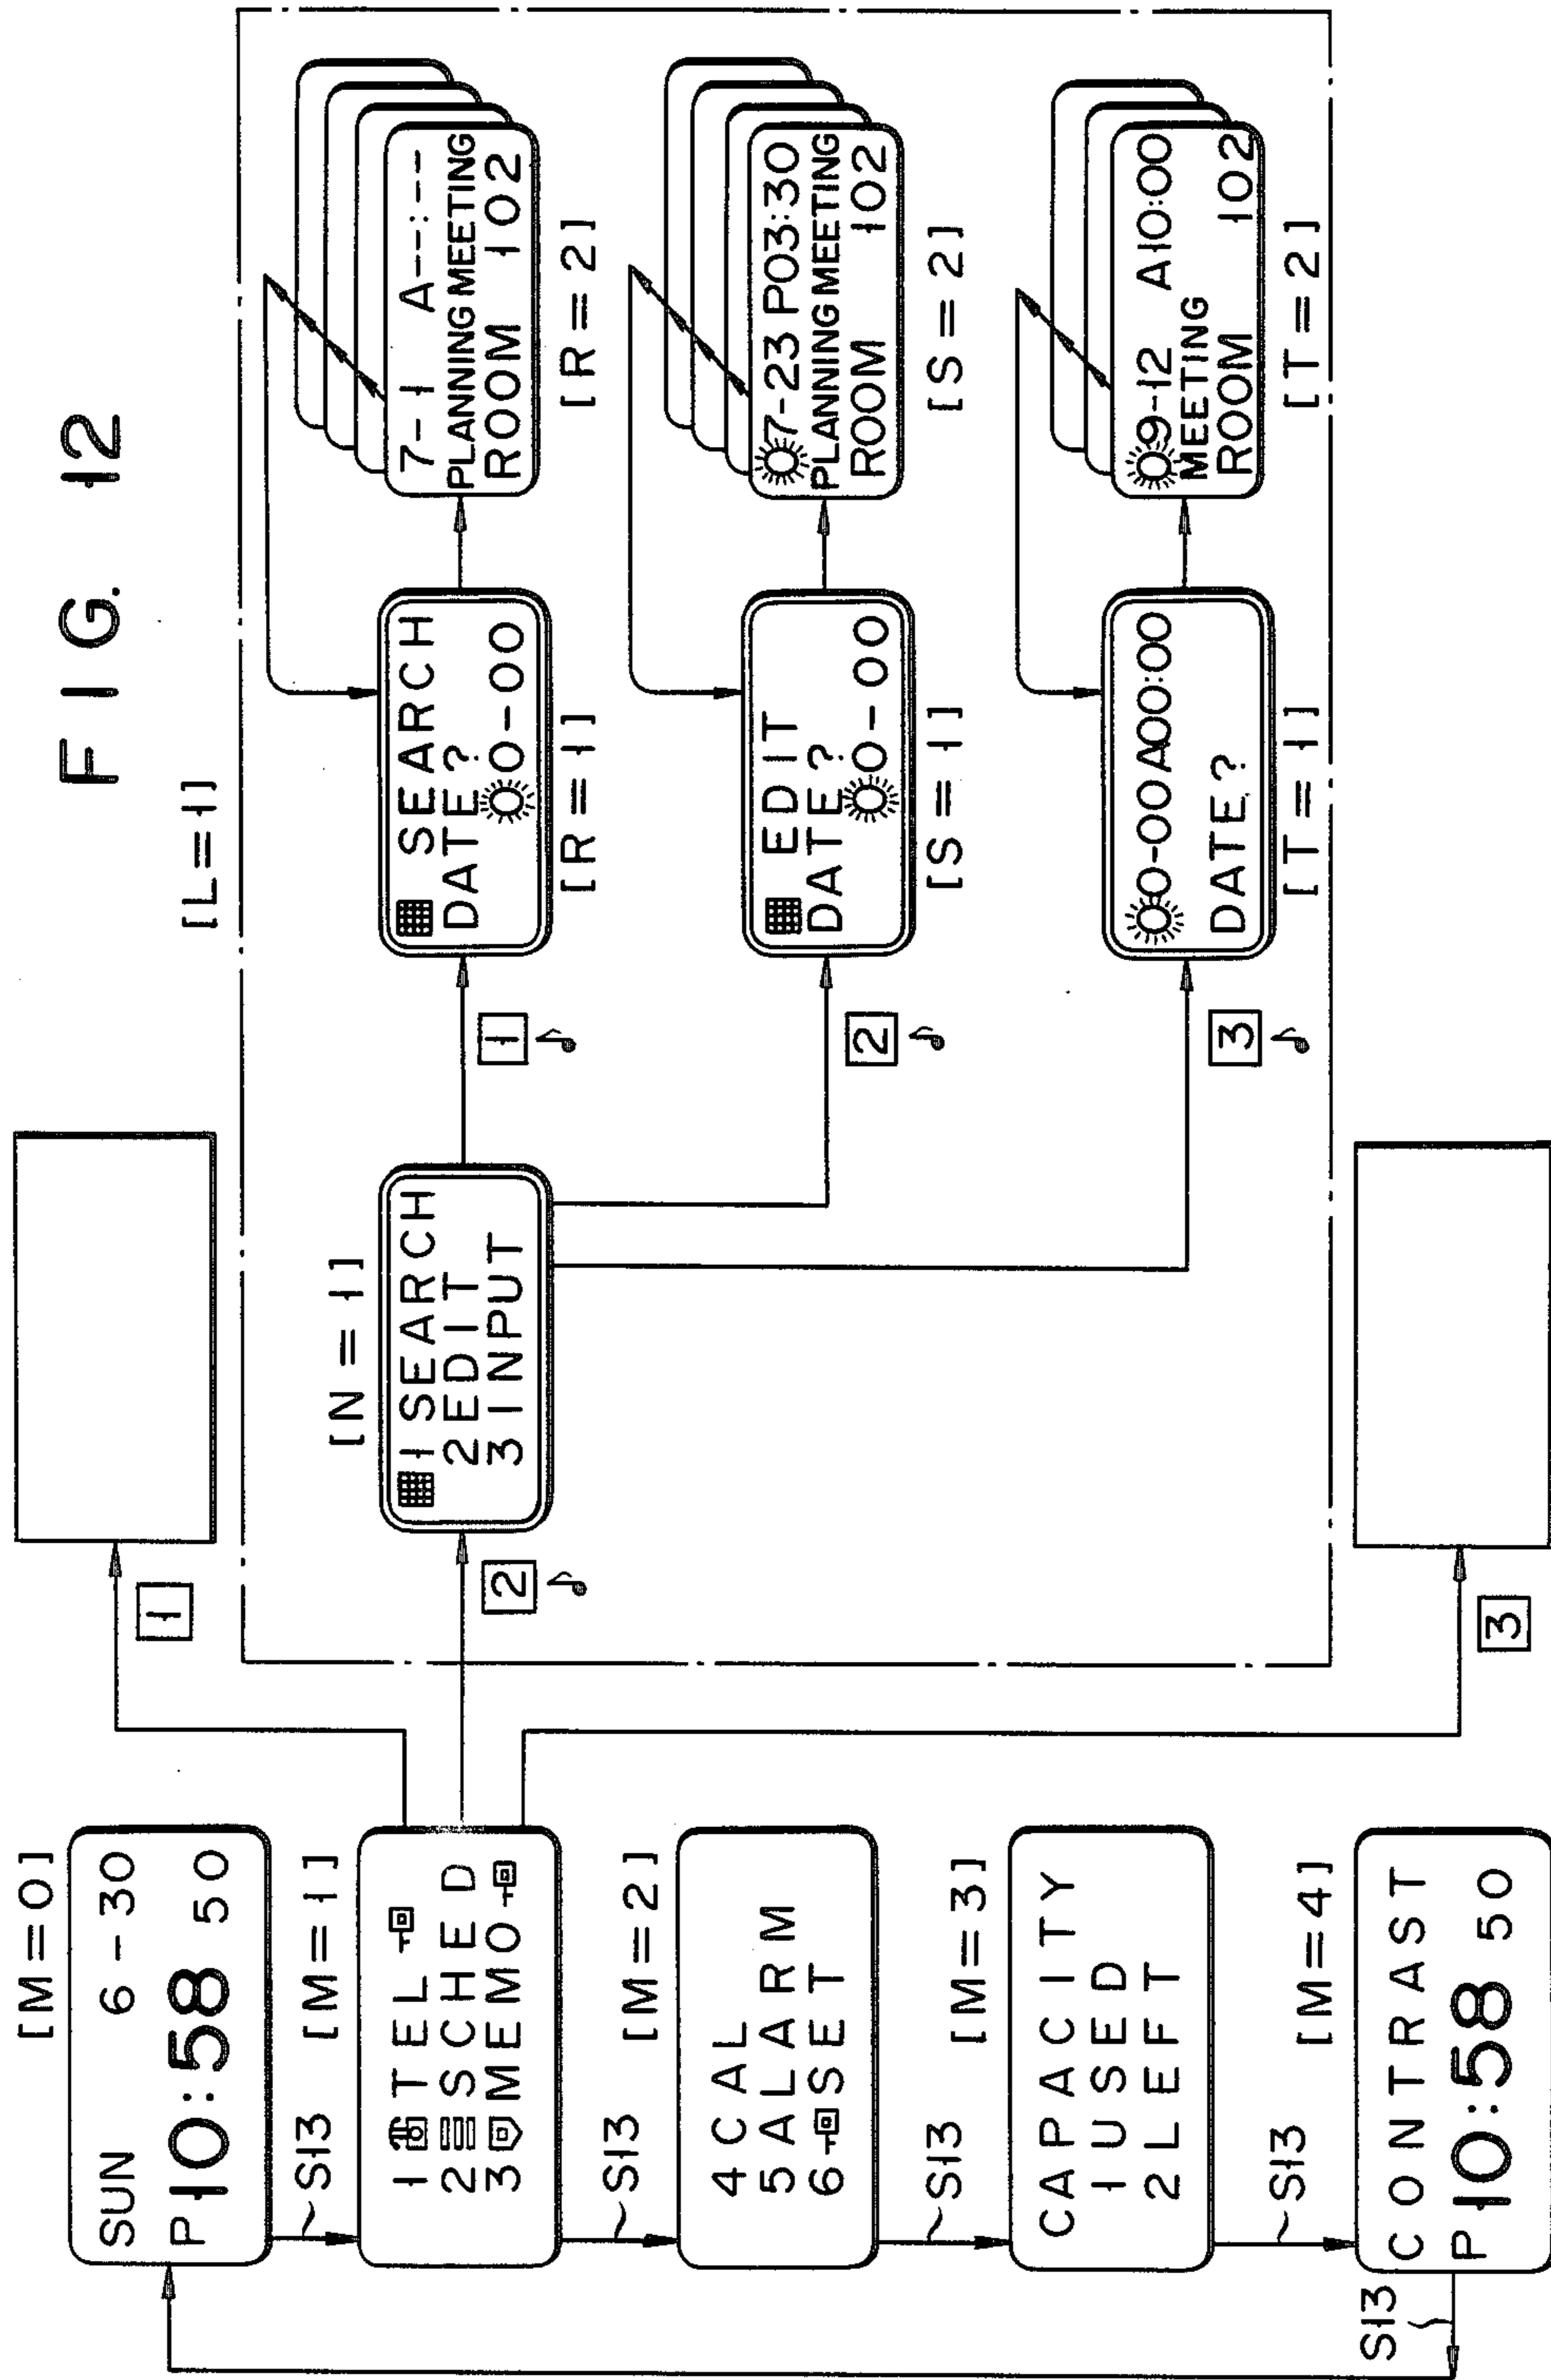 FIG. 12
[M=0]
SUN 6-30
P10:58 50
S13
[M=1]
1 TEL
2 SCHED
3 MEMO
S13
[M=2]
4 CAL
5 ALARM
6 SET
S13
[M=3]
CAPACITY
1 USED
2 LEFT
S13
[M=4]
CONTRAST
P10:58 50
S13
1
2
3
[L=1]
[N=1]
1 SEARCH
2 EDIT
3 INPUT
1
SEARCH
DATE?
0-00
[R=1]
7-1 A--:--
PLANNING MEETING
ROOM 102
[R=2]
2
EDIT
DATE?
0-00
[S=1]
07-23 P03:30
PLANNING MEETING
ROOM 102
[S=2]
3
00-00A00:00
DATE?
[T=1]
09-12 A10:00
MEETING
ROOM 102
[T=2]